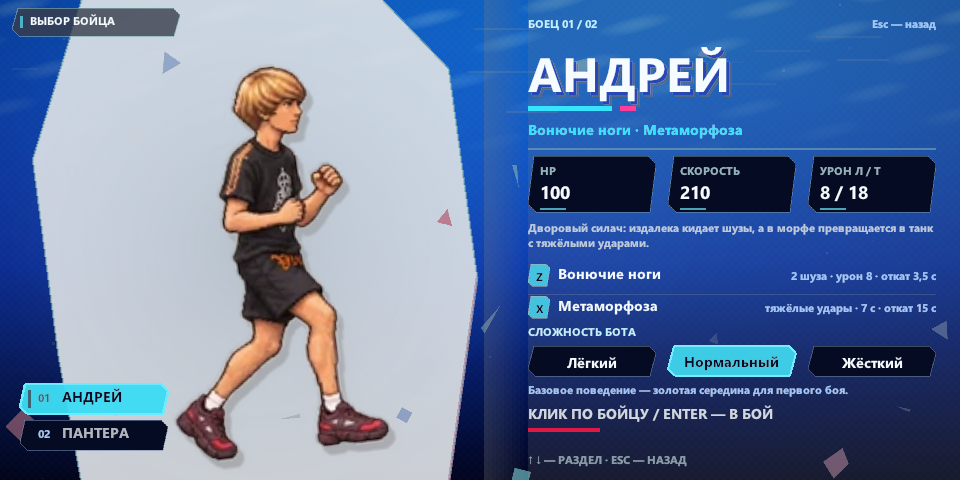 ВЫБОР БОЙЦА
01 АНДРЕЙ
02 ПАНТЕРА
БОЕЦ 01 / 02
Esc — назад
АНДРЕЙ
Вонючие ноги · Метаморфоза
HP
100
СКОРОСТЬ
210
УРОН Л / Т
8 / 18
Дворовый силач: издалека кидает шузы, а в морфе превращается в танк
с тяжёлыми ударами.
Z Вонючие ноги 2 шуза · урон 8 · откат 3,5 с
X Метаморфоза тяжёлые удары · 7 с · откат 15 с
СЛОЖНОСТЬ БОТА
Лёгкий Нормальный Жёсткий
Базовое поведение — золотая середина для первого боя.
КЛИК ПО БОЙЦУ / ENTER — В БОЙ
↑ ↓ — РАЗДЕЛ · ESC — НАЗАД